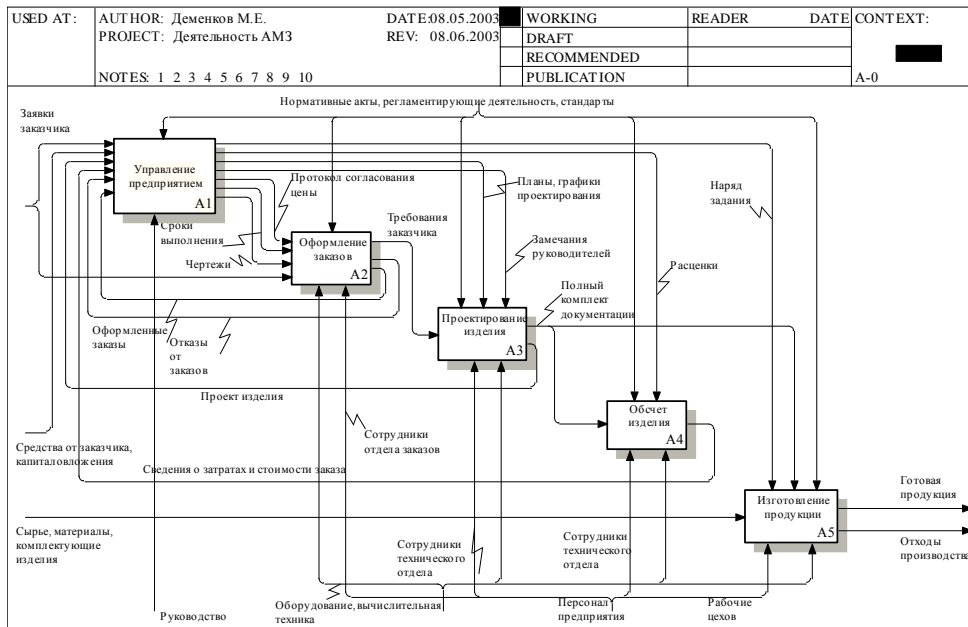 USED AT:
AUTHOR: Деменков М.Е.
DATE:08.05.2003
WORKING
READER
DATE
CONTEXT:
PROJECT: Деятельность АМЗ
REV: 08.06.2003
DRAFT
RECOMMENDED
NOTES: 1 2 3 4 5 6 7 8 9 10
PUBLICATION
A-0
Нормативные акты, регламентирующие деятельность, стандарты
Заявки
заказчика
Управление
предприятием
A1
Протокол согласования
цены
Планы, графики
проектирования
Наряд
задания
Сроки
выполнения
Требования
заказчика
Чертежи
Оформление
заказов
A2
Замечания
руководителей
Расценки
Полный
комплект
документации
Оформленные
заказы
Отказы
от
заказов
Проектирование
изделия
A3
Проект изделия
Обсчет
изделия
A4
Сотрудники
отдела заказов
Средства от заказчика,
капиталовложения
Сведения о затратах и стоимости заказа
Готовая
продукция
Изготовление
продукции
A5
Сырье, материалы,
комплектующие
изделия
Сотрудники
технического
отдела
Сотрудники
технического
отдела
Отходы
производства
Руководство
Оборудование, вычислительная
техника
Персонал
предприятия
Рабочие
цехов